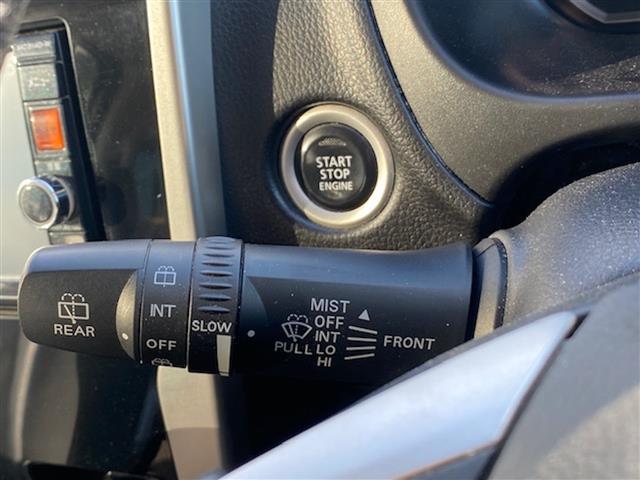 START
STOP
ENGINE
REAR
INT
OFF
SLOW
MIST
OFF
INT
PULL LO
HI
FRONT